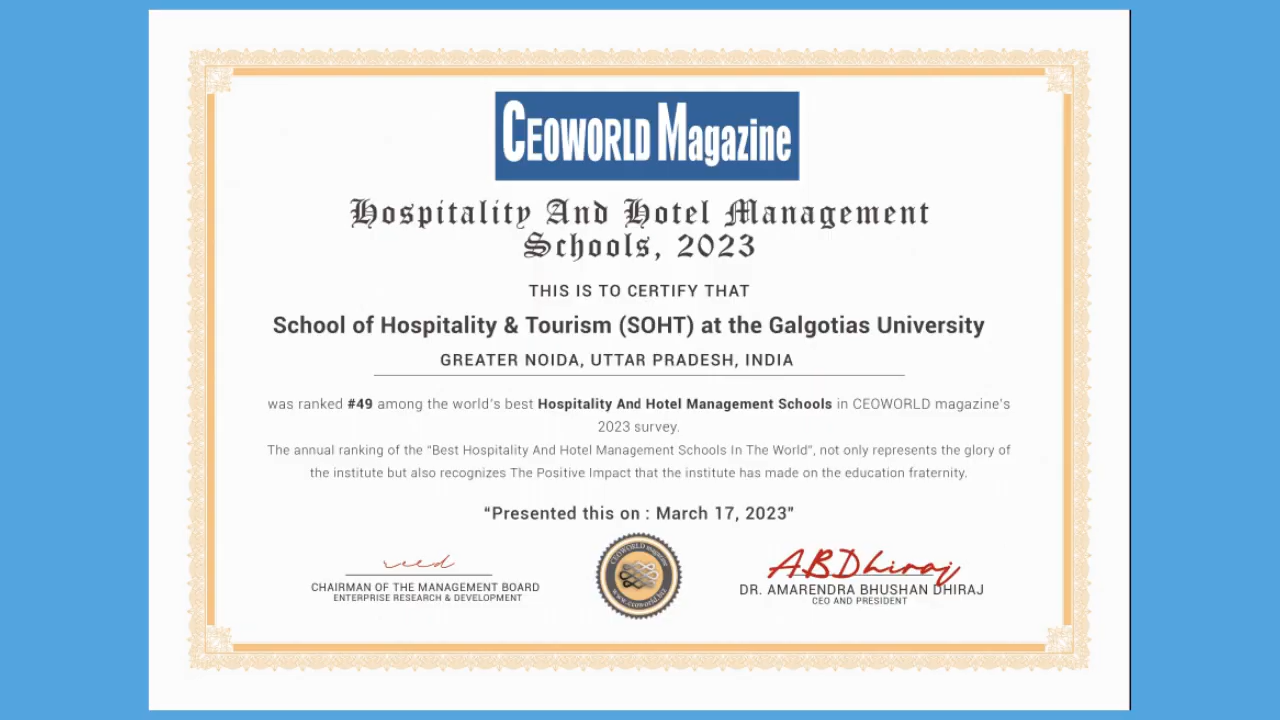 CEOWORLD Magazine
Hospitality And Hotel Management
Schools, 2023
THIS IS TO CERTIFY THAT
School of Hospitality & Tourism (SOHT) at the Galgotias University
GREATER NOIDA, UTTAR PRADESH, INDIA
was ranked #49 among the world's best Hospitality And Hotel Management Schools in CEOWORLD magazine's
2023 survey.
The annual ranking of the "Best Hospitality And Hotel Management Schools In The World", not only represents the glory of
the institute but also recognizes The Positive Impact that the institute has made on the education fraternity.
"Presented this on : March 17, 2023"
CEOWORLD magazine
www.ceoworld.biz
ABDhiraj
CHAIRMAN OF THE MANAGEMENT BOARD
ENTERPRISE RESEARCH & DEVELOPMENT
DR. AMARENDRA BHUSHAN DHIRAJ
CEO AND PRESIDENT